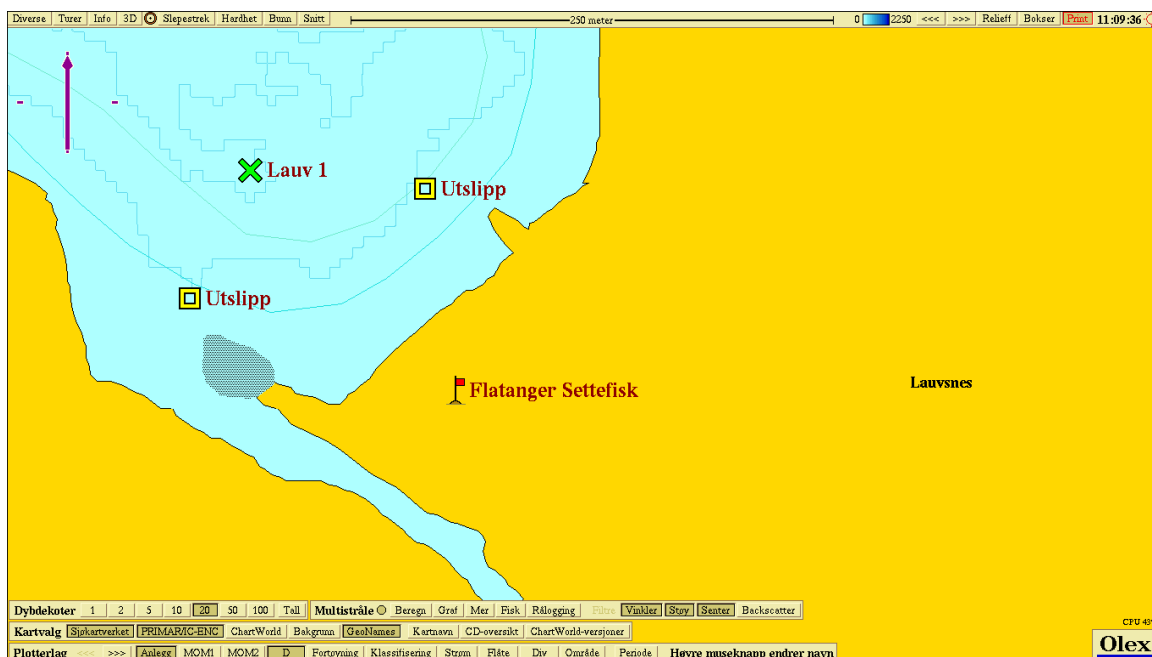 Diverse Turer Info 3D Slepestrek Hardhet Bunn Snitt 250 meter 0 2250 <<< >>> Relieff Bokser Print 11:09:36
Lauv 1
Utslipp
Utslipp
Flatanger Settefisk
Lauvsnes
Dybdekoter 1 2 5 10 20 50 100 Tall Multistråle Beregn Graf Mer Fisk Rålogging Filtre Vinkler Støy Senter Backscatter
Kartvalg Sjøkartverket PRIMAR/IC-ENC ChartWorld Bakgrunn GeoNames Kartnavn CD-oversikt ChartWorld-versjoner
Plotterlag <<< >>> Anlegg MOM1 MOM2 D Fortøyning Klassifisering Strøm Flåte Div Område Periode Høyre museknapp endrer navn
Olex